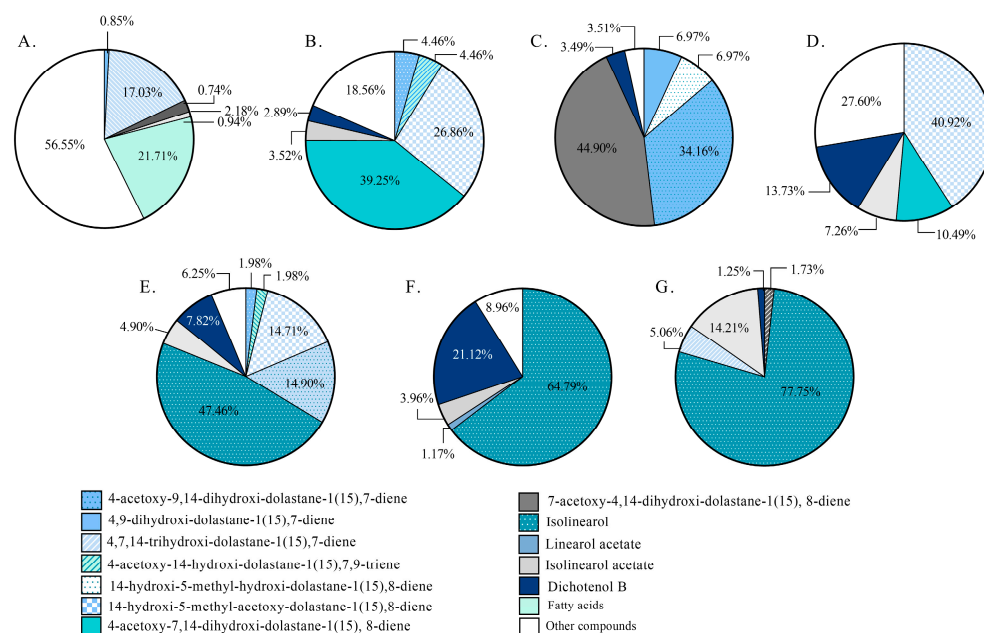 A.
0.85%
17.03%
0.74%
2.18%
0.94%
21.71%
56.55%
B.
4.46%
4.46%
26.86%
39.25%
3.52%
2.89%
18.56%
C.
3.51%
3.49%
6.97%
6.97%
34.16%
44.90%
D.
40.92%
10.49%
7.26%
13.73%
27.60%
E.
6.25%
1.98%
1.98%
14.71%
14.90%
47.46%
4.90%
7.82%
F.
8.96%
64.79%
1.17%
3.96%
21.12%
G.
1.25%
1.73%
77.75%
5.06%
14.21%
4-acetoxy-9,14-dihydroxi-dolastane-1(15),7-diene
4,9-dihydroxi-dolastane-1(15),7-diene
4,7,14-trihydroxi-dolastane-1(15),7-diene
4-acetoxy-14-hydroxi-dolastane-1(15),7,9-triene
14-hydroxi-5-methyl-hydroxi-dolastane-1(15),8-diene
14-hydroxi-5-methyl-acetoxy-dolastane-1(15),8-diene
4-acetoxy-7,14-dihydroxi-dolastane-1(15), 8-diene
7-acetoxy-4,14-dihydroxi-dolastane-1(15), 8-diene
Isolinearol
Linearol acetate
Isolinearol acetate
Dichotenol B
Fatty acids
Other compounds